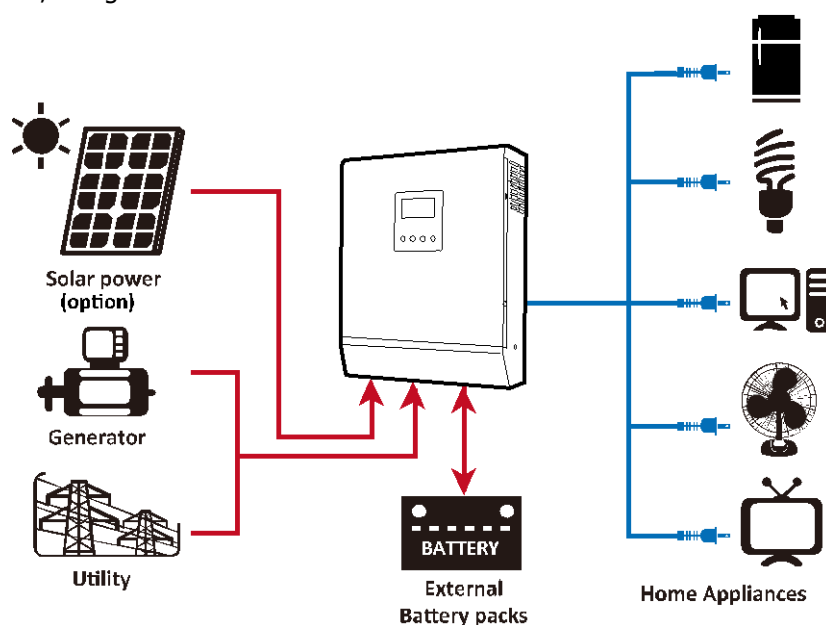 Solar power
(option)
Generator
Utility
BATTERY
External
Battery packs
Home Appliances